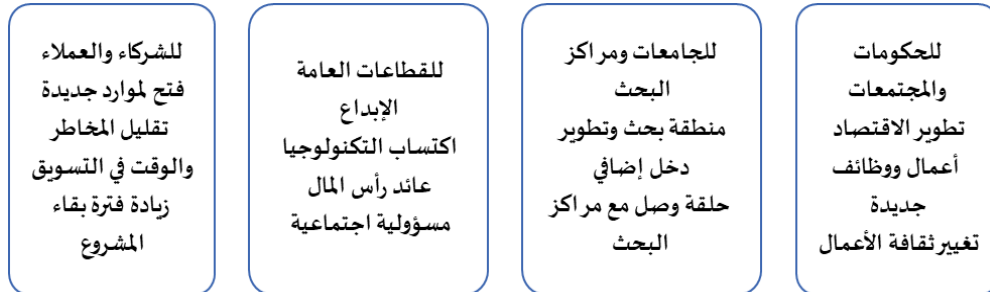 للحكومات
والمجتمعات
تطوير الاقتصاد
أعمال ووظائف
جديدة
تغيير ثقافة الأعمال
للجامعات ومراكز
البحث
منطقة بحث وتطوير
دخل إضافي
حلقة وصل مع مراكز
البحث
للقطاعات العامة
الإبداع
اكتساب التكنولوجيا
عائد رأس المال
مسؤولية اجتماعية
للشركاء والعملاء
فتح لموارد جديدة
تقليل المخاطر
والوقت في التسويق
زيادة فترة بقاء
المشروع